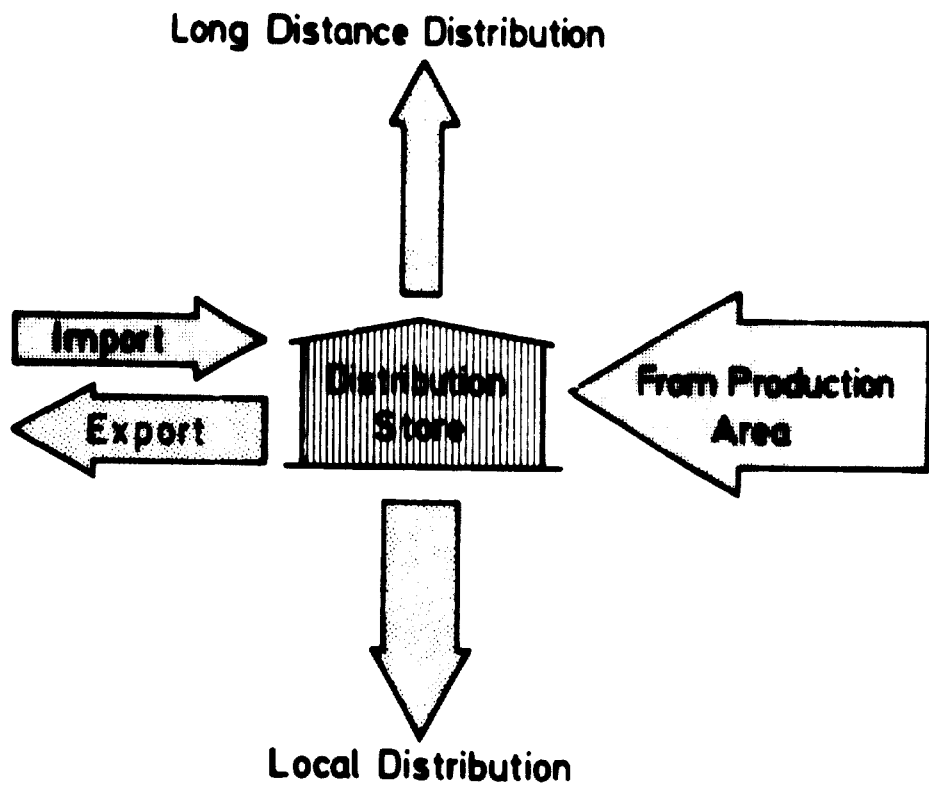 Long Distance Distribution
Import
Export
Distribution
Store
From Production
Area
Local Distribution